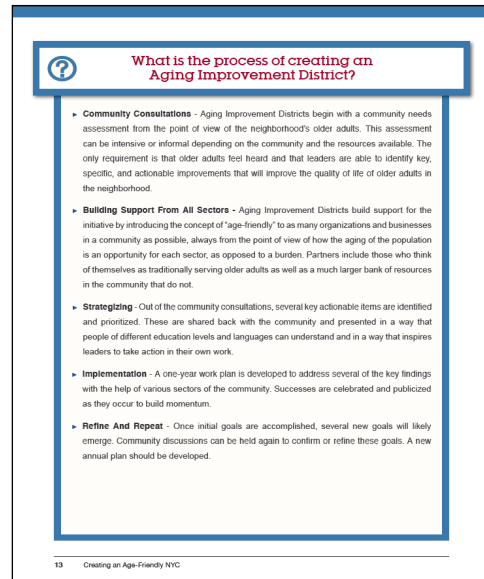 What is the process of creating an
Aging Improvement District?
► Community Consultations - Aging Improvement Districts begin with a community needs
assessment from the point of view of the neighborhood's older adults. This assessment
can be intensive or informal depending on the community and the resources available. The
only requirement is that older adults feel heard and that leaders are able to identify key,
specific, and actionable improvements that will improve the quality of life of older adults in
the neighborhood.
► Building Support From All Sectors - Aging Improvement Districts build support for the
initiative by introducing the concept of "age-friendly" to as many organizations and businesses
in a community as possible, always from the point of view of how the aging of the population
is an opportunity for each sector, as opposed to a burden. Partners include those who think
of themselves as traditionally serving older adults as well as a much larger bank of resources
in the community that do not.
► Strategizing - Out of the community consultations, several key actionable items are identified
and prioritized. These are shared back with the community and presented in a way that
people of different education levels and languages can understand and in a way that inspires
leaders to take action in their own work.
► Implementation - A one-year work plan is developed to address several of the key findings
with the help of various sectors of the community. Successes are celebrated and publicized
as they occur to build momentum.
► Refine And Repeat - Once initial goals are accomplished, several new goals will likely
emerge. Community discussions can be held again to confirm or refine these goals. A new
annual plan should be developed.
13 Creating an Age-Friendly NYC